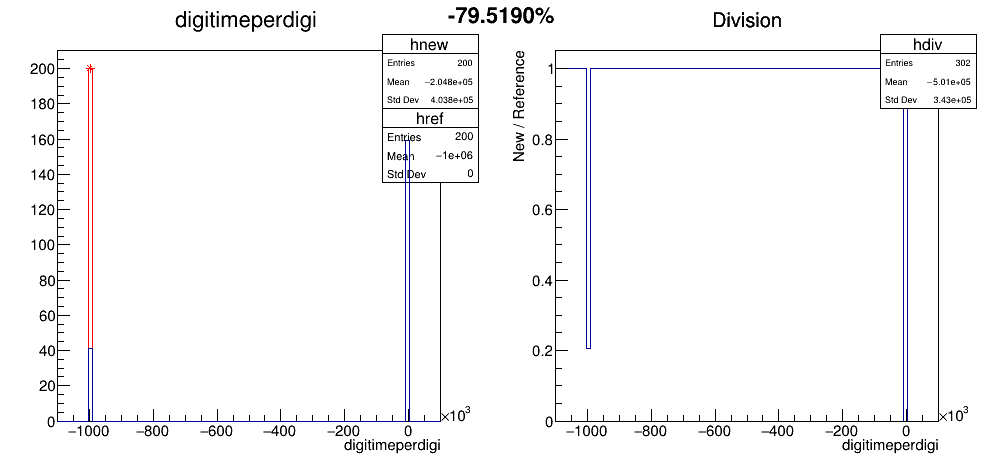 -79.5190%
digitimeperdigi
hnew
Entries 200
Mean −2.048e+05
Std Dev 4.038e+05
href
Entries 200
Mean −1e+06
Std Dev 0
200
180
160
140
120
100
80
60
40
20
0
−1000 −800 −600 −400 −200 0
×10³
digitimeperdigi
Division
hdiv
Entries 302
Mean −5.01e+05
Std Dev 3.43e+05
New / Reference
1
0.8
0.6
0.4
0.2
0
−1000 −800 −600 −400 −200 0
×10³
digitimeperdigi